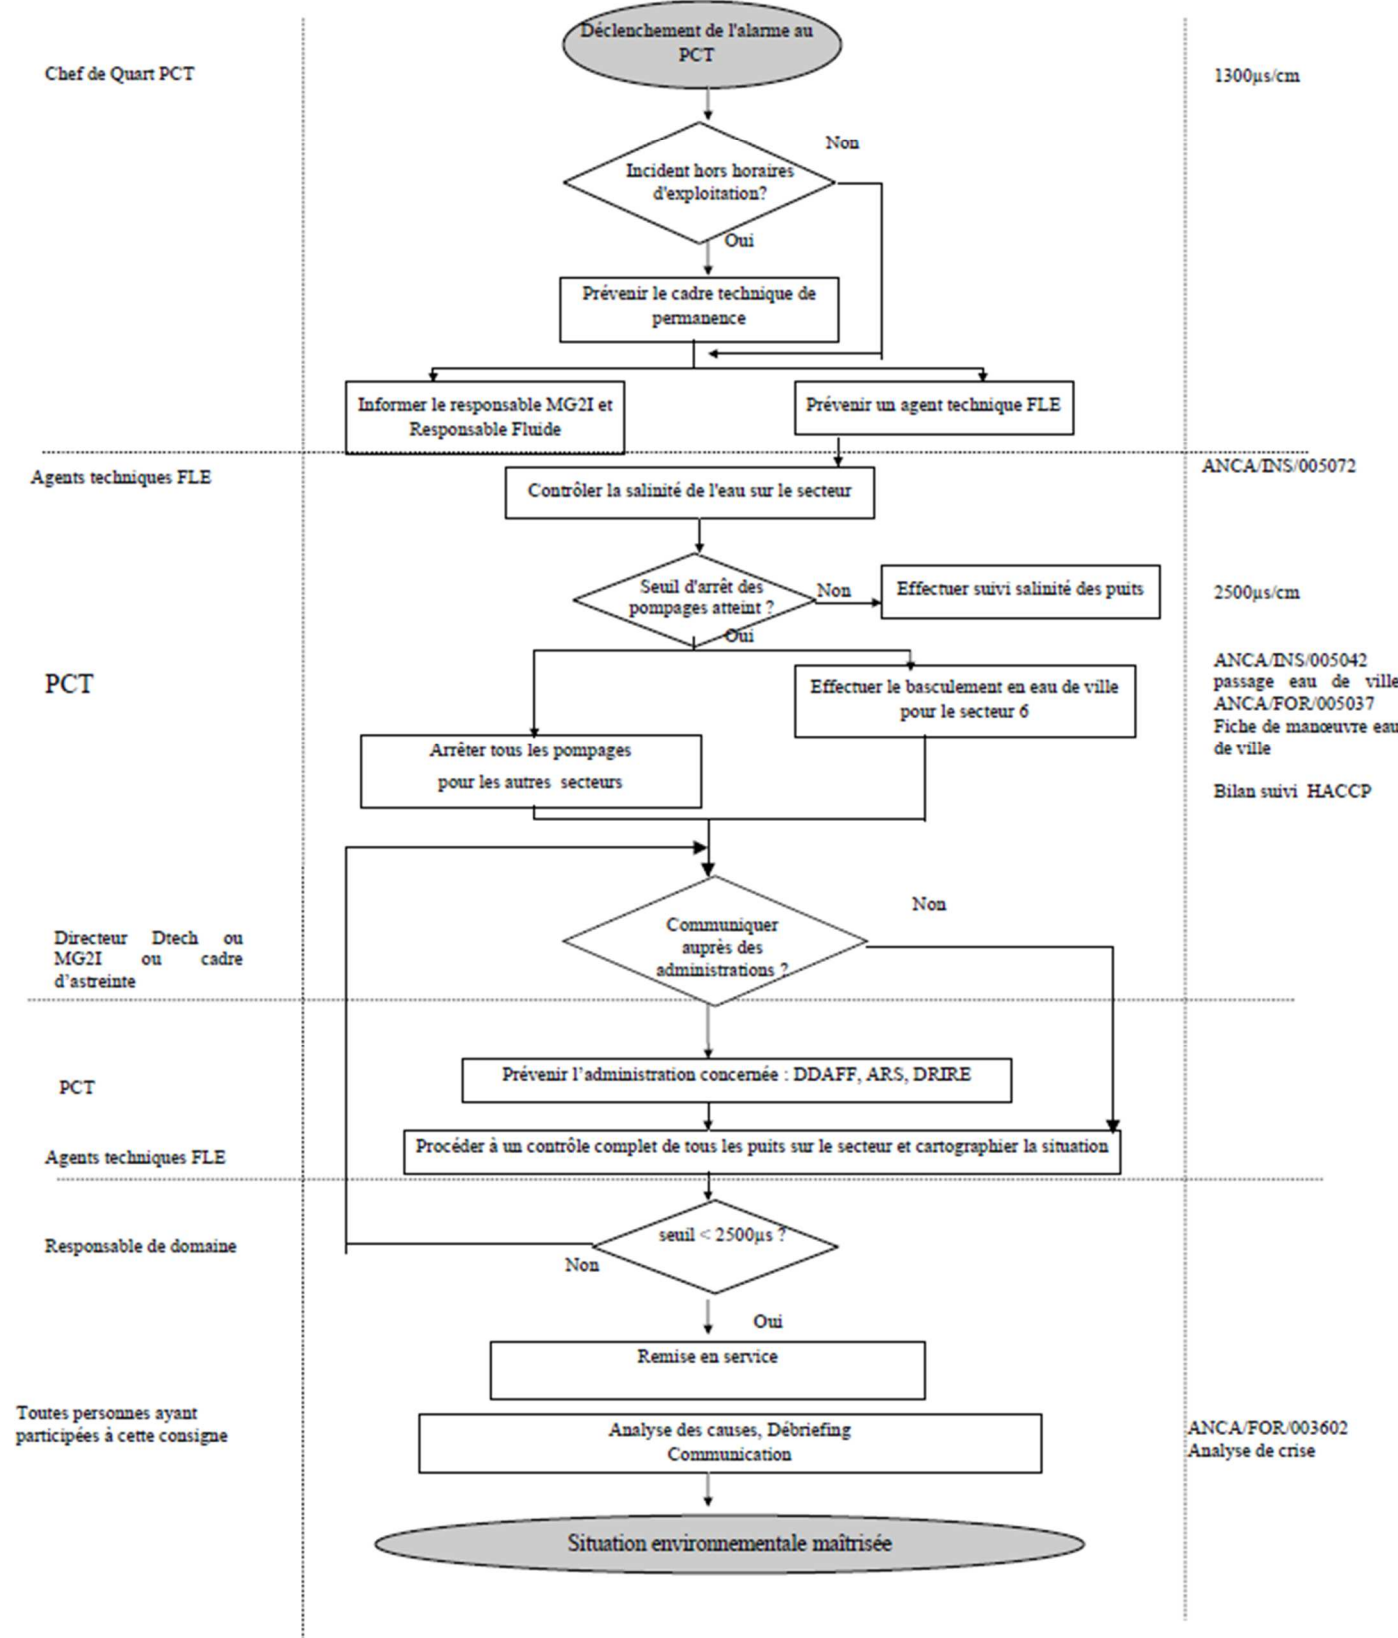 Déclenchement de l'alarme au
PCT
Chef de Quart PCT
1300µs/cm
Non
Incident hors horaires
d'exploitation?
Oui
Prévenir le cadre technique de
permanence
Informer le responsable MG2I et
Responsable Fluide
Prévenir un agent technique FLE
Agents techniques FLE
ANCA/INS/005072
Contrôler la salinité de l'eau sur le secteur
Seuil d'arrêt des
pompages atteint ?
Non
Effectuer suivi salinité des puits
2500µs/cm
Oui
PCT
Effectuer le basculement en eau de ville
pour le secteur 6
ANCA/INS/005042
passage eau de ville
ANCA/FOR/005037
Fiche de manœuvre eau
de ville
Bilan suivi HACCP
Arrêter tous les pompages
pour les autres secteurs
Non
Communiquer
auprès des
administrations ?
Directeur Dtech ou
MG2I ou cadre
d'astreinte
PCT
Prévenir l'administration concernée : DDAFF, ARS, DRIRE
Agents techniques FLE
Procéder à un contrôle complet de tous les puits sur le secteur et cartographier la situation
Responsable de domaine
seuil < 2500µs ?
Non
Oui
Remise en service
Toutes personnes ayant
participées à cette consigne
Analyse des causes, Débriefing
Communication
ANCA/FOR/003602
Analyse de crise
Situation environnementale maîtrisée